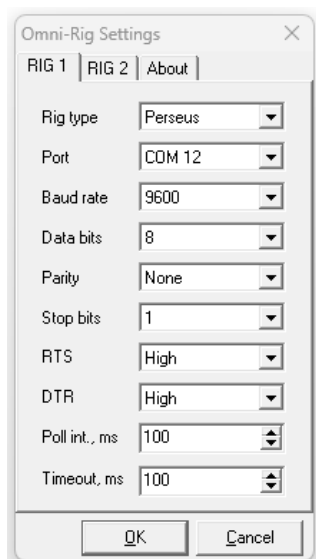 Omni-Rig Settings
RIG 1 RIG 2 About
Rig type Perseus
Port COM 12
Baud rate 9600
Data bits 8
Parity None
Stop bits 1
RTS High
DTR High
Poll int., ms 100
Timeout, ms 100
OK Cancel